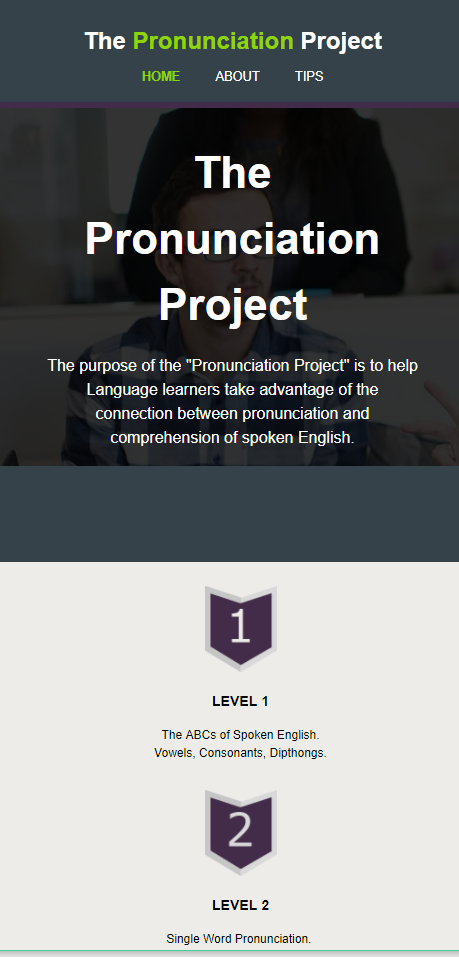 The Pronunciation Project
HOME ABOUT TIPS
The
Pronunciation
Project
The purpose of the "Pronunciation Project" is to help
Language learners take advantage of the
connection between pronunciation and
comprehension of spoken English.
1
LEVEL 1
The ABCs of Spoken English.
Vowels, Consonants, Dipthongs.
2
LEVEL 2
Single Word Pronunciation.